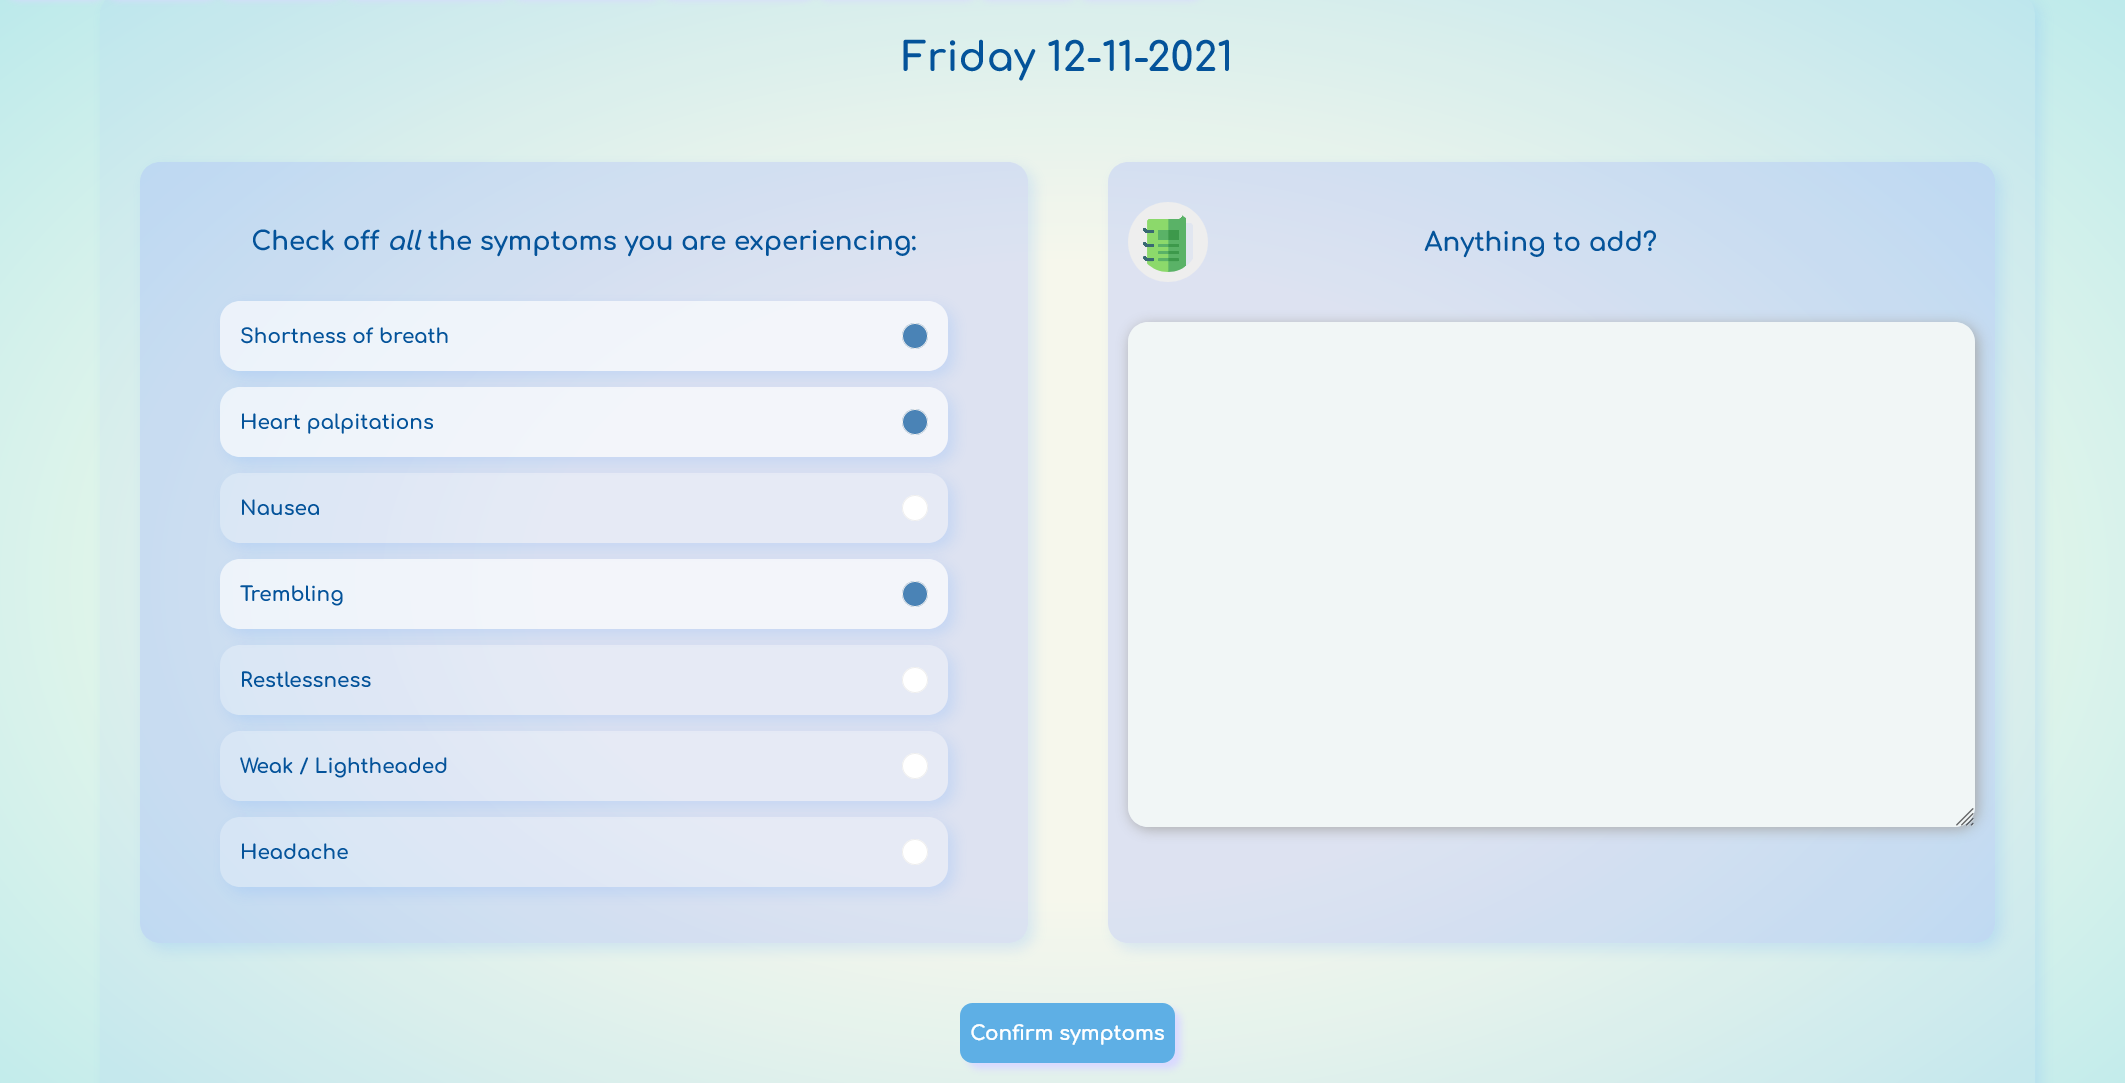 Friday 12-11-2021
Check off all the symptoms you are experiencing:
Shortness of breath
Heart palpitations
Nausea
Trembling
Restlessness
Weak / Lightheaded
Headache
Anything to add?
Confirm symptoms